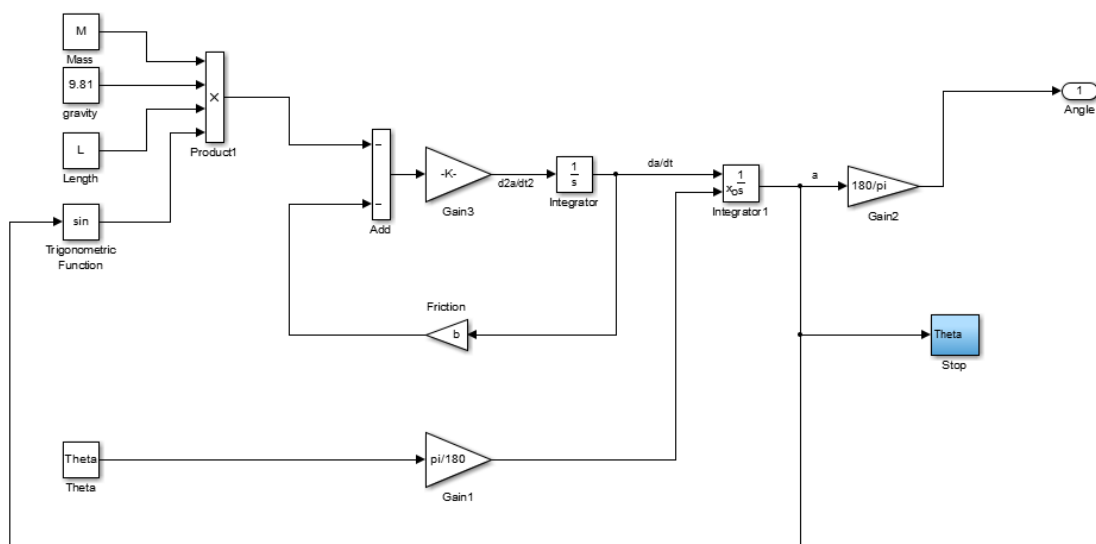 M
Mass
9.81
gravity
L
Length
sin
Trigonometric
Function
×
Product1
−
−
Add
-K-
Gain3
d2a/dt2
1
s
Integrator
da/dt
1
xo s
Integrator1
a
180/pi
Gain2
1
Angle
Friction
b
Theta
Stop
Theta
Theta
pi/180
Gain1